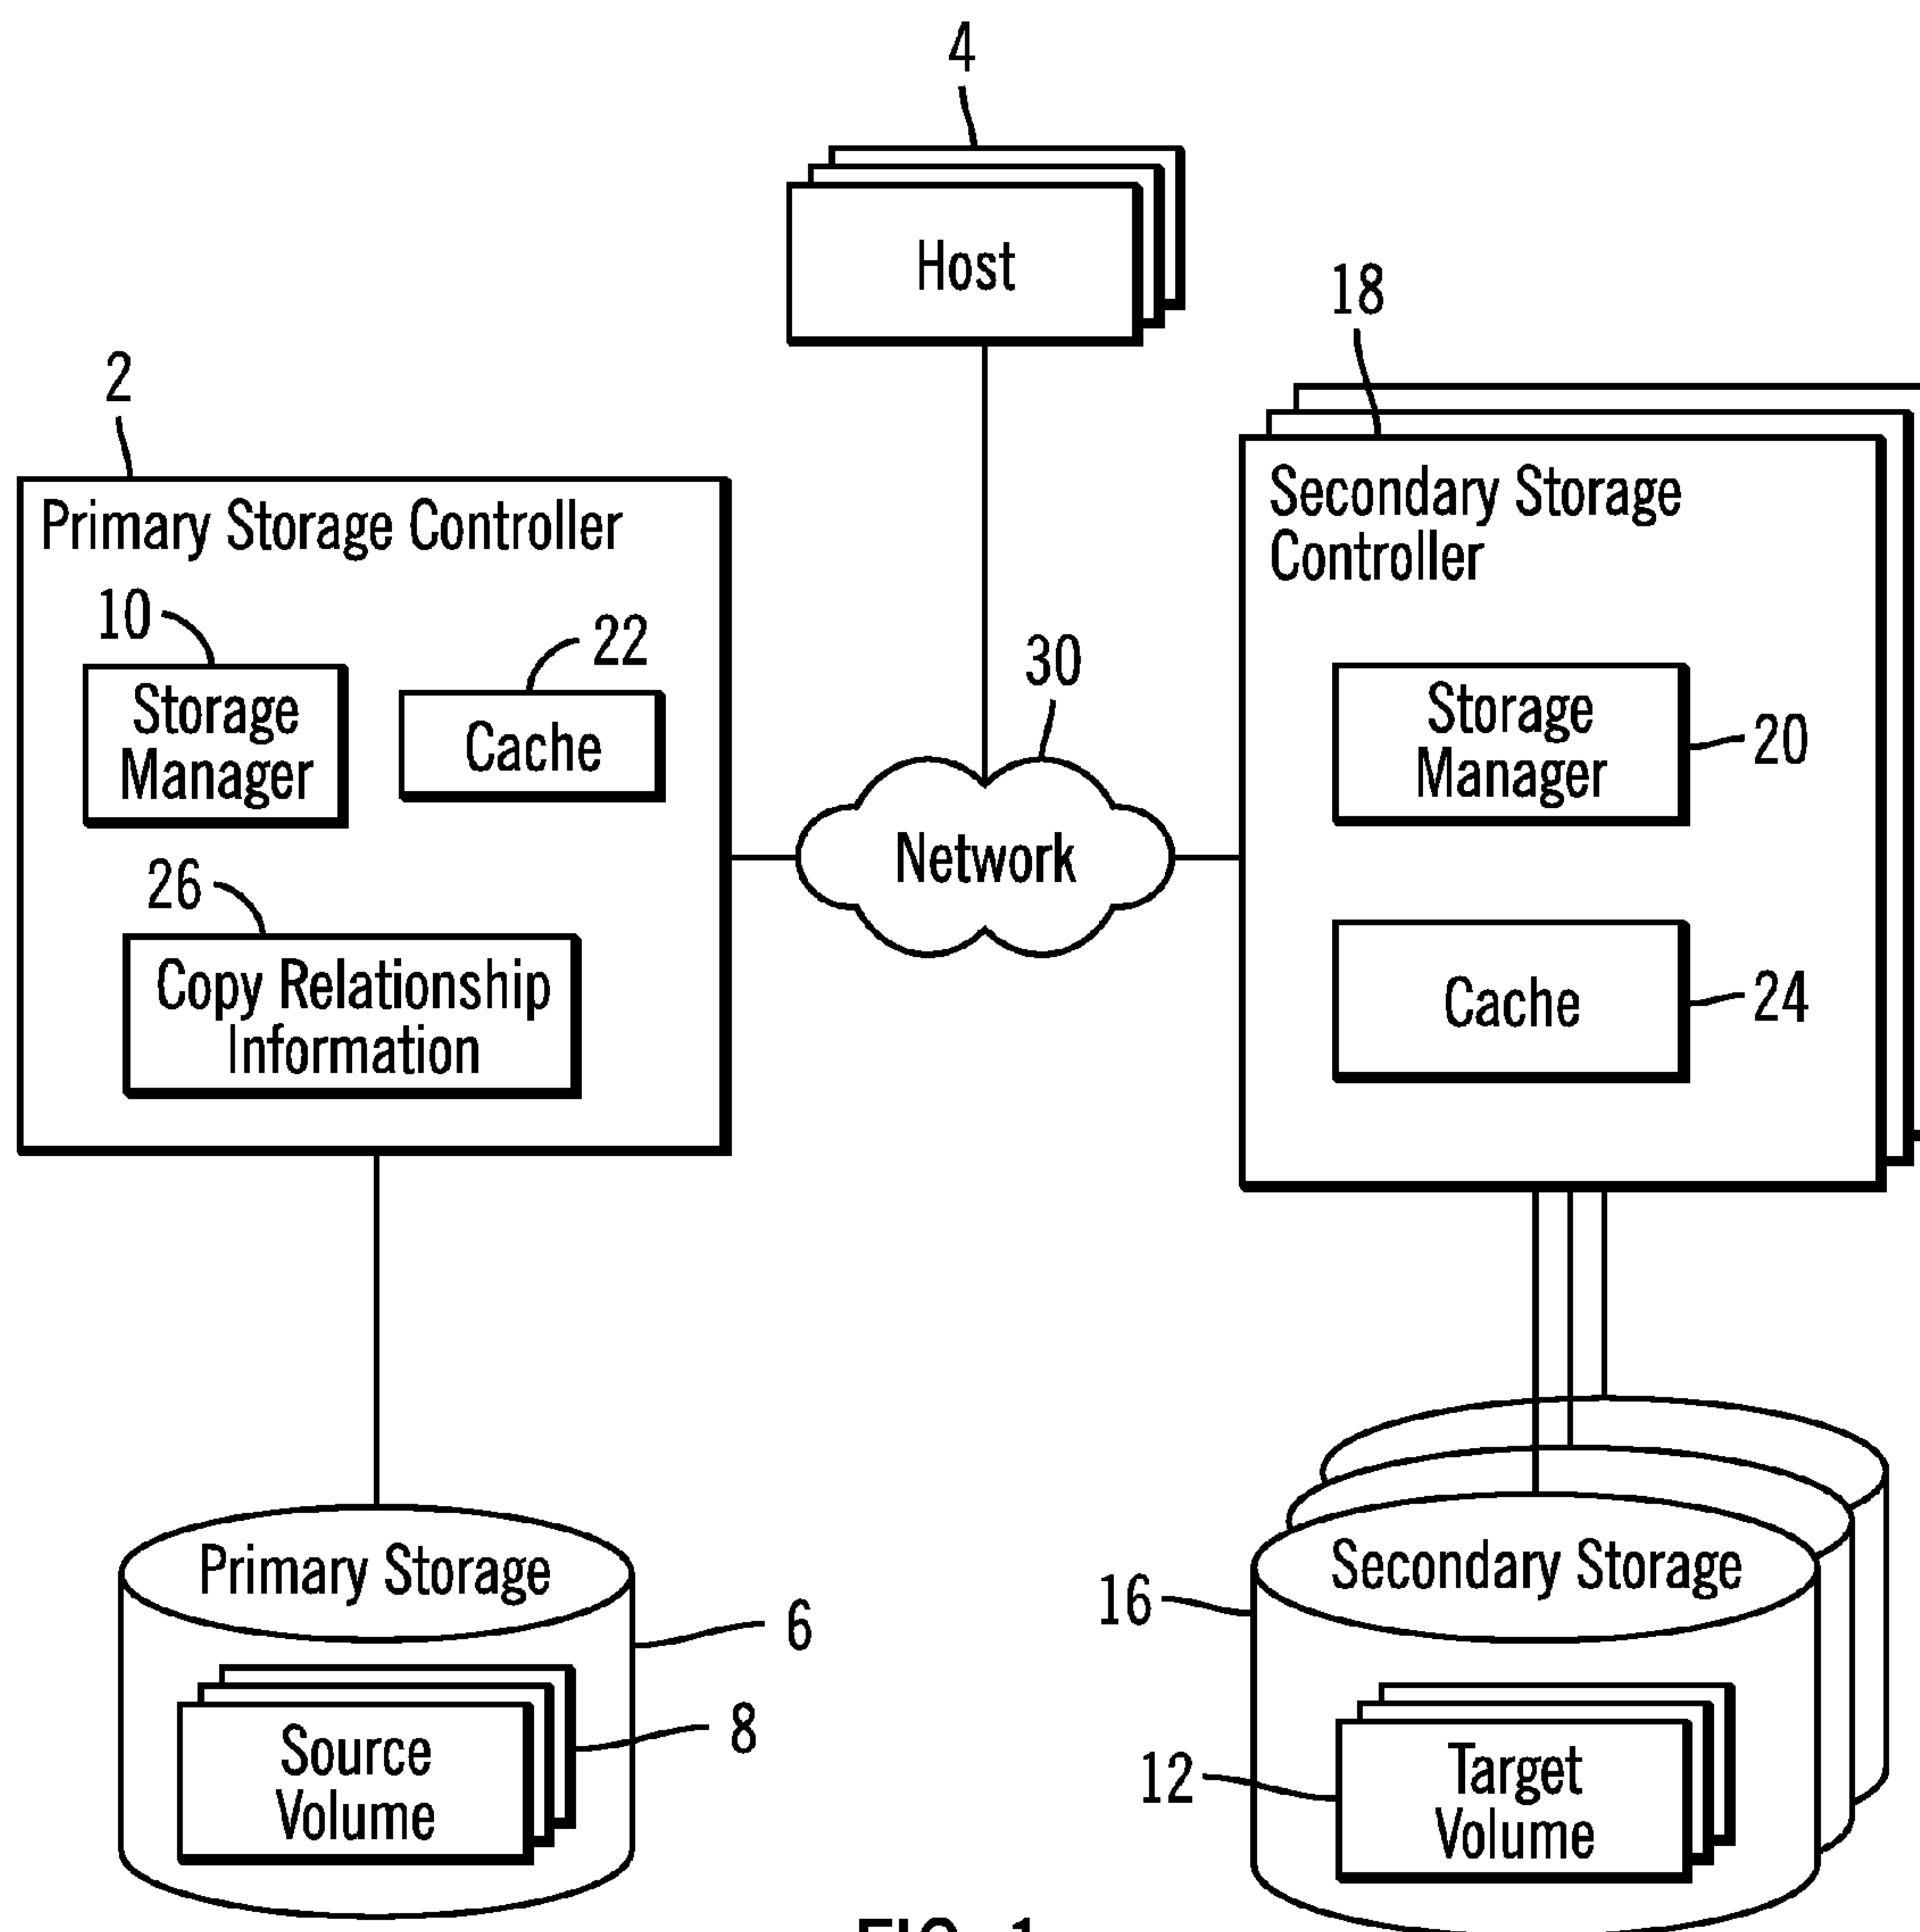 4
Host
18
2
Primary Storage Controller
10
22
Storage
Manager
Cache
26
Copy Relationship
Information
30
Network
Secondary Storage
Controller
Storage
Manager
20
Cache
24
Primary Storage
6
Source
Volume
8
Secondary Storage
16
Target
Volume
12
FIG. 1